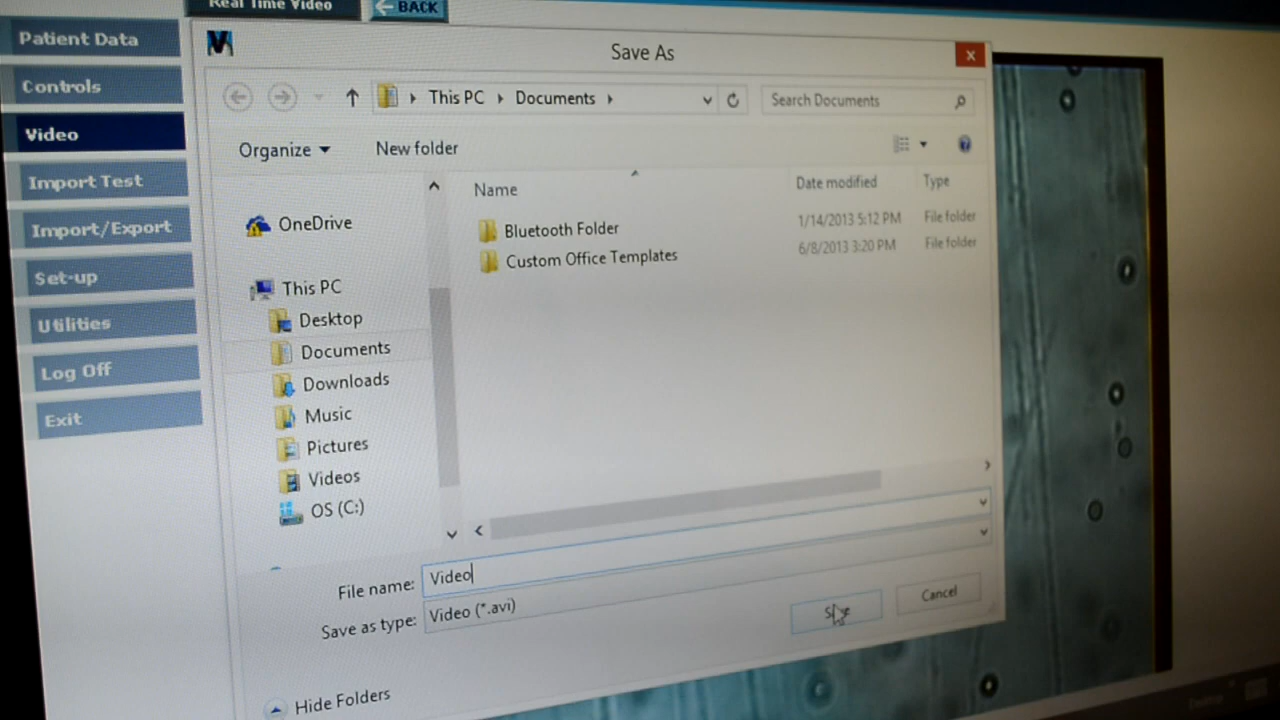 Real Time Video
BACK
Patient Data
Controls
Video
Import Test
Import/Export
Set-up
Utilities
Log Off
Exit
Save As
This PC
Documents
Search Documents
Organize
New folder
Name
Date modified
Type
Bluetooth Folder
1/14/2013 5:12 PM
File folder
Custom Office Templates
6/8/2013 3:20 PM
File folder
OneDrive
This PC
Desktop
Documents
Downloads
Music
Pictures
Videos
OS (C:)
File name: Video
Save as type: Video (*.avi)
Save
Cancel
Hide Folders